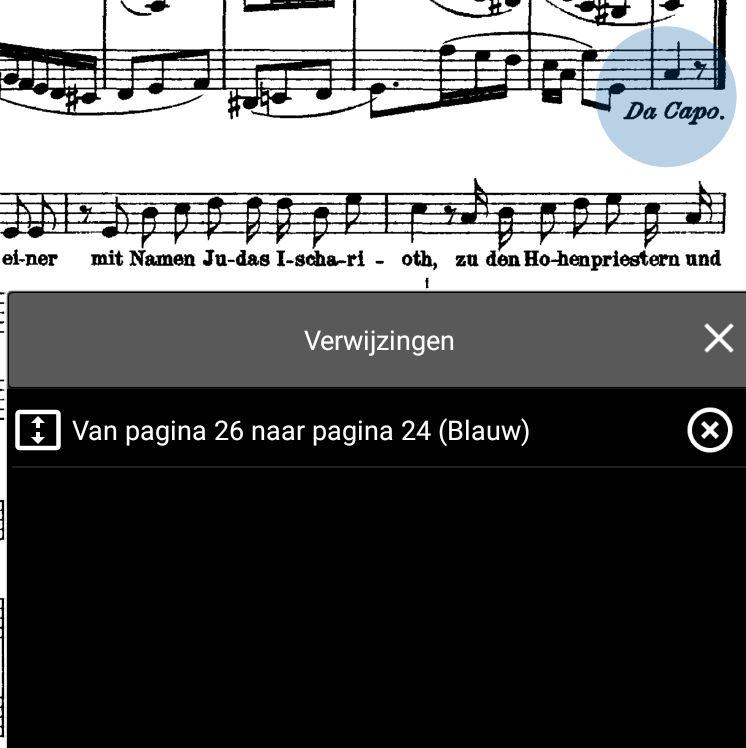 Da Capo.
ei-ner mit Namen Ju-das I-scha-ri - oth, zu den Ho-henpriestern und
Verwijzingen
Van pagina 26 naar pagina 24 (Blauw)